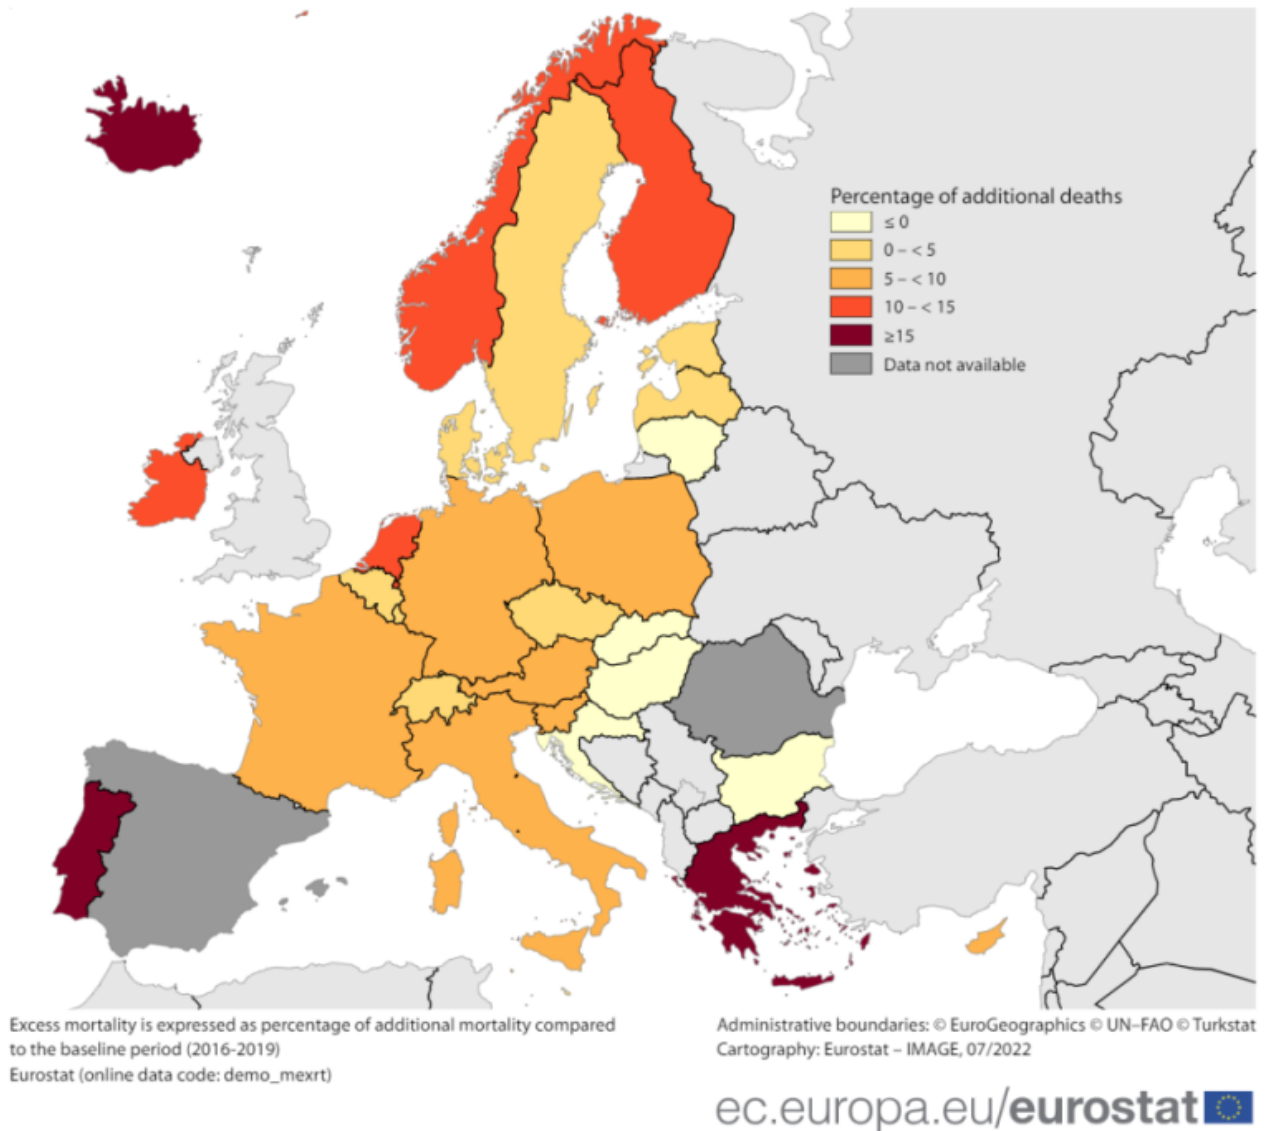 Percentage of additional deaths
≤ 0
0 – < 5
5 – < 10
10 – < 15
≥15
Data not available
Excess mortality is expressed as percentage of additional mortality compared
to the baseline period (2016-2019)
Eurostat (online data code: demo_mexrt)
Administrative boundaries: © EuroGeographics © UN–FAO © Turkstat
Cartography: Eurostat – IMAGE, 07/2022
ec.europa.eu/eurostat